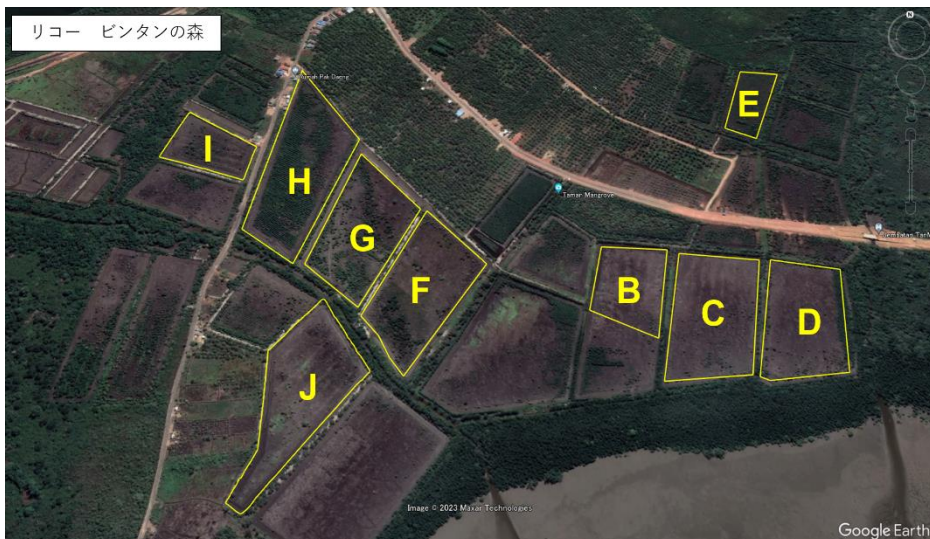 リコー　ビンタンの森
N
E
I
Taman Mangrove
H
G
F
B
C
D
J
Image © 2023 Maxar Technologies
Google Earth